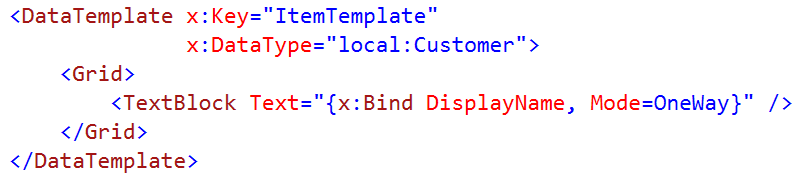 <DataTemplate x:Key="ItemTemplate"
              x:DataType="local:Customer">
    <Grid>
        <TextBlock Text="{x:Bind DisplayName, Mode=OneWay}" />
    </Grid>
</DataTemplate>